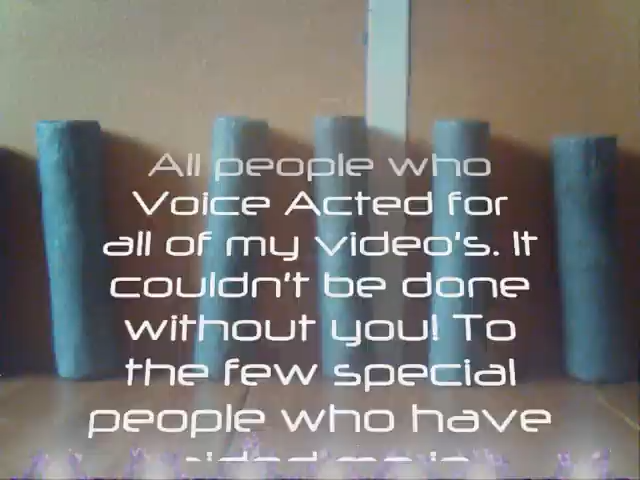 All people who
Voice Acted for
all of my video's. It
couldn't be done
without you! To
the few special
people who have